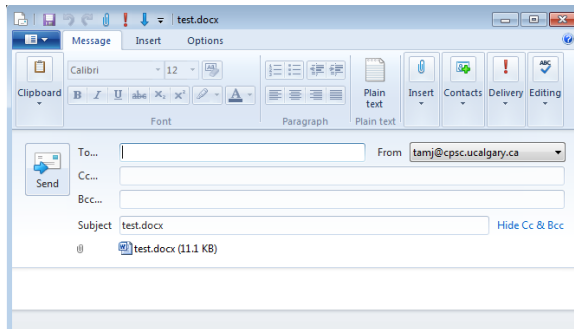 test.docx
Message Insert Options
Clipboard
Calibri 12
B I U abc X₂ X² A
Font
Paragraph
Plain text
Plain text
Insert Contacts Delivery Editing
ABC
Send
To... From tamj@cpsc.ucalgary.ca
Cc...
Bcc...
Subject test.docx Hide Cc & Bcc
test.docx (11.1 KB)